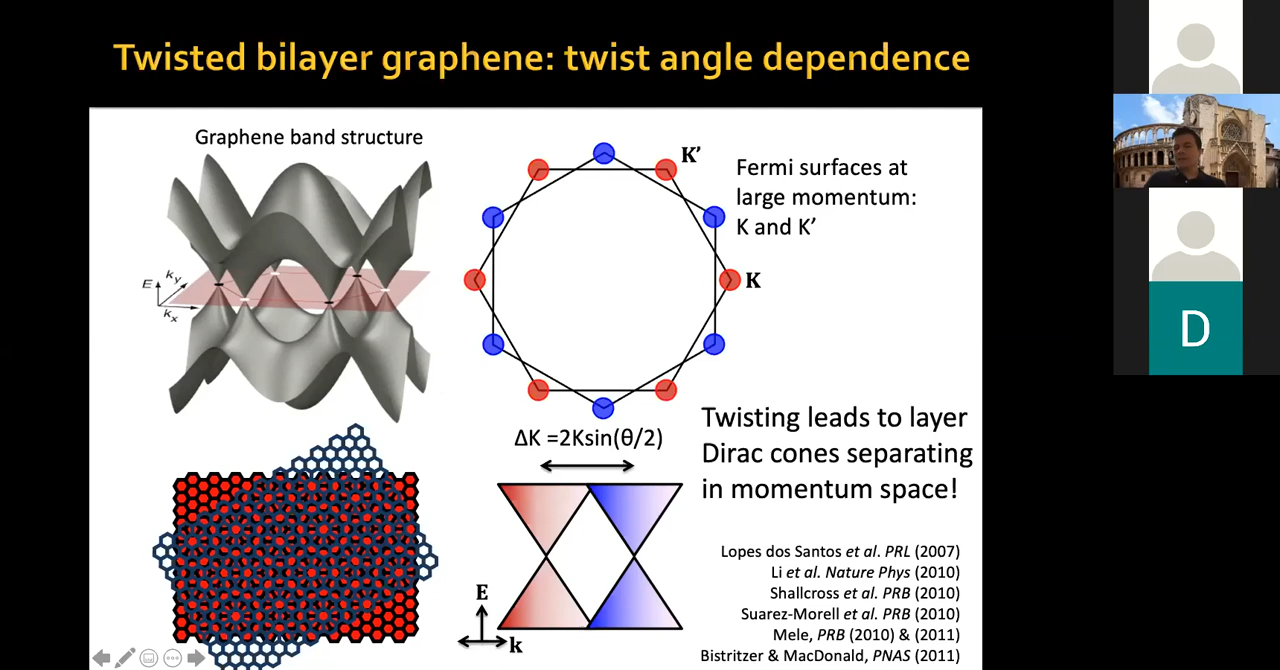 Twisted bilayer graphene: twist angle dependence
Graphene band structure
E
ky
kx
K’
K
Fermi surfaces at
large momentum:
K and K’
ΔK =2Ksin(θ/2)
E
k
Twisting leads to layer
Dirac cones separating
in momentum space!
Lopes dos Santos et al. PRL (2007)
Li et al. Nature Phys (2010)
Shallcross et al. PRB (2010)
Suarez-Morell et al. PRB (2010)
Mele, PRB (2010) & (2011)
Bistritzer & MacDonald, PNAS (2011)
D